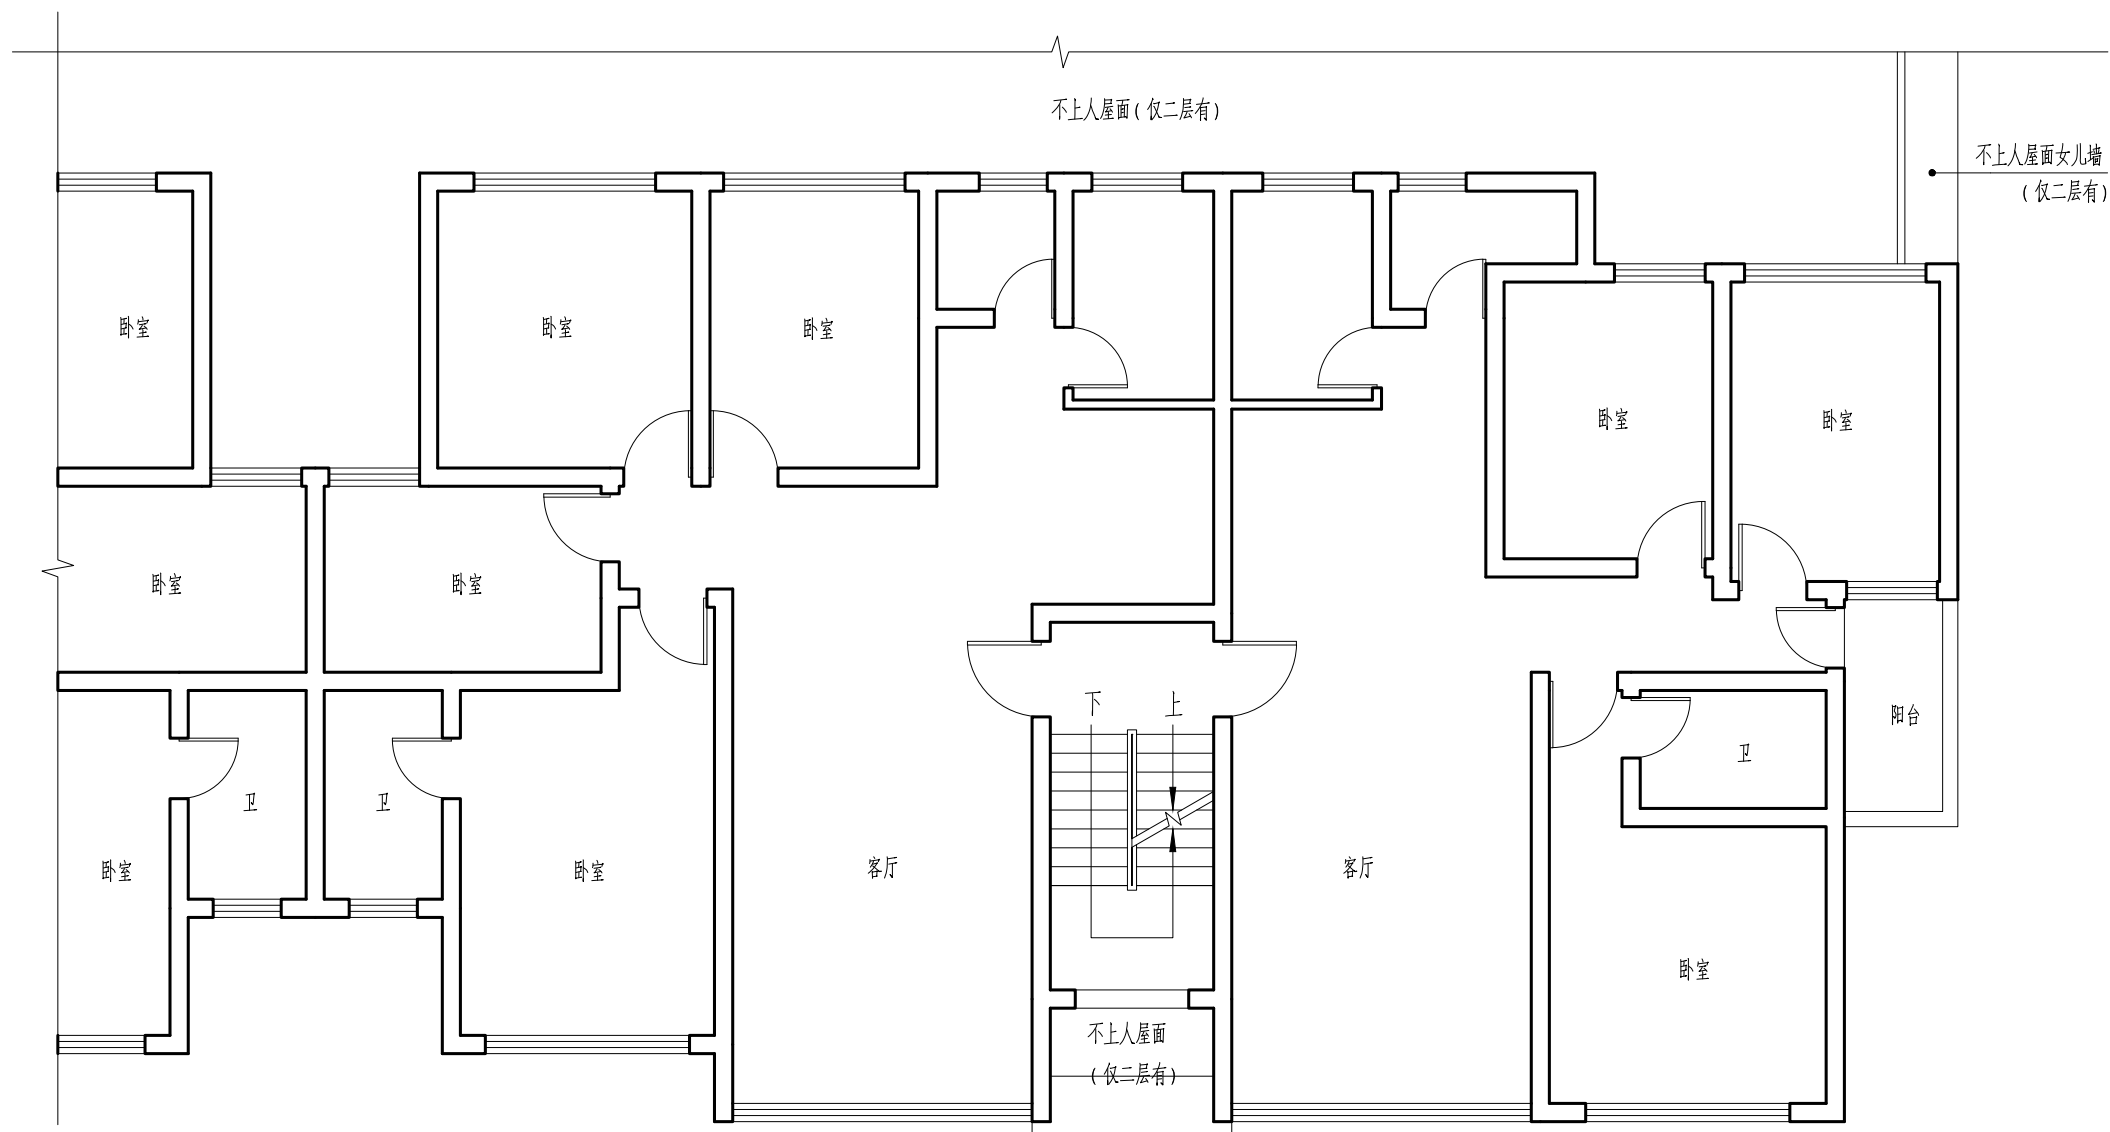 不上人屋面(仅二层有)
不上人屋面女儿墙
(仅二层有)
卧室
卧室
卧室
卧室
卧室
卧室
卧室
下
上
阳台
卫
卫
卫
卧室
卧室
客厅
客厅
卧室
不上人屋面
(仅二层有)